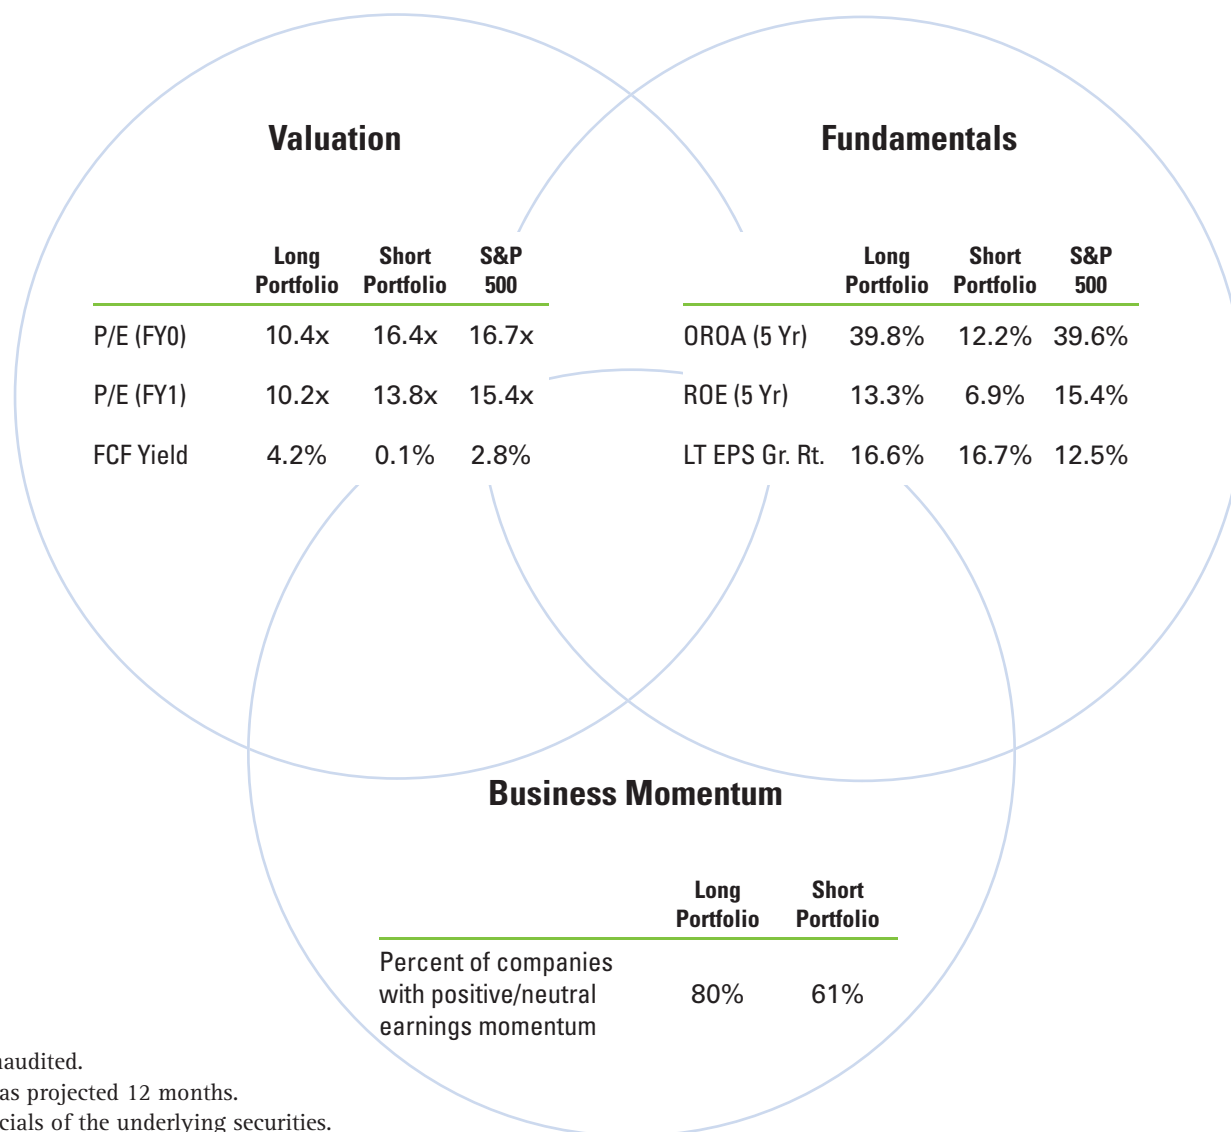 Valuation
Long Short S&P
Portfolio Portfolio 500
P/E (FY0) 10.4x 16.4x 16.7x
P/E (FY1) 10.2x 13.8x 15.4x
FCF Yield 4.2% 0.1% 2.8%
Fundamentals
Long Short S&P
Portfolio Portfolio 500
OROA (5 Yr) 39.8% 12.2% 39.6%
ROE (5 Yr) 13.3% 6.9% 15.4%
LT EPS Gr. Rt. 16.6% 16.7% 12.5%
Business Momentum
Long Short
Portfolio Portfolio
Percent of companies
with positive/neutral 80% 61%
earnings momentum
as projected 12 months.
of the underlying securities.